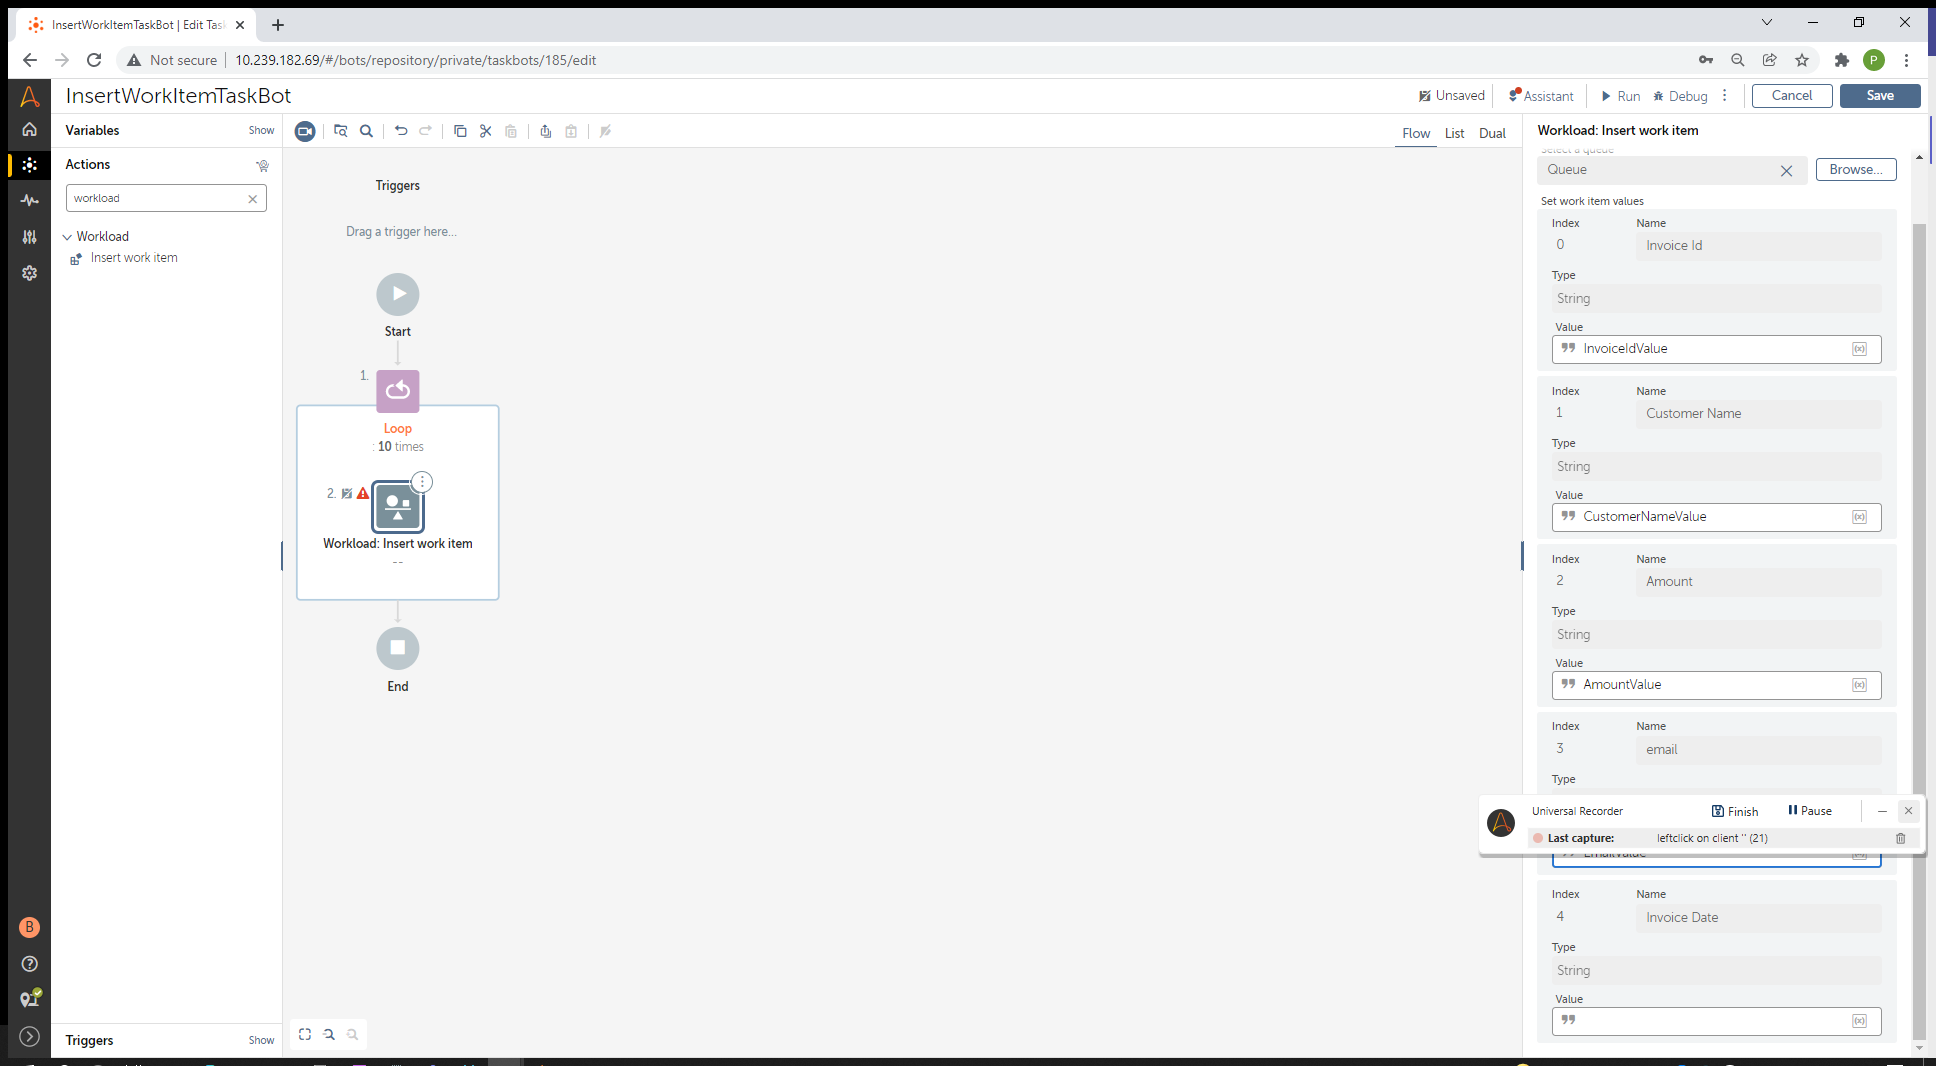 InsertWorkItemTaskBot | Edit Tas
Not secure
10.239.182.69/#/bots/repository/private/taskbots/185/edit
P
InsertWorkItemTaskBot
Unsaved
Assistant
Run
Debug
Cancel
Save
Variables
Show
Flow
List
Dual
Workload: Insert work item
Actions
workload
Workload
Insert work item
Triggers
Drag a trigger here...
Start
1.
Loop
: 10 times
2.
Workload: Insert work item
--
End
Select a queue
Queue
Browse...
Set work item values
Index
Name
0
Invoice Id
Type
String
Value
InvoiceIdValue
Index
Name
1
Customer Name
Type
String
Value
CustomerNameValue
Index
Name
2
Amount
Type
String
Value
AmountValue
Index
Name
3
email
Type
Universal Recorder
Finish
Pause
Last capture:
leftclick on client '' (21)
EmailValue
Index
Name
4
Invoice Date
Type
String
Value
B
Triggers
Show